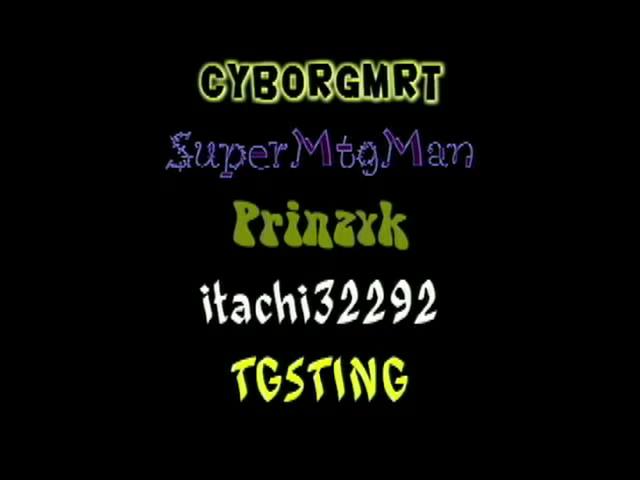 CYBORGMRT
SuperMtgMan
Prinzyk
itachi32292
TGSTING